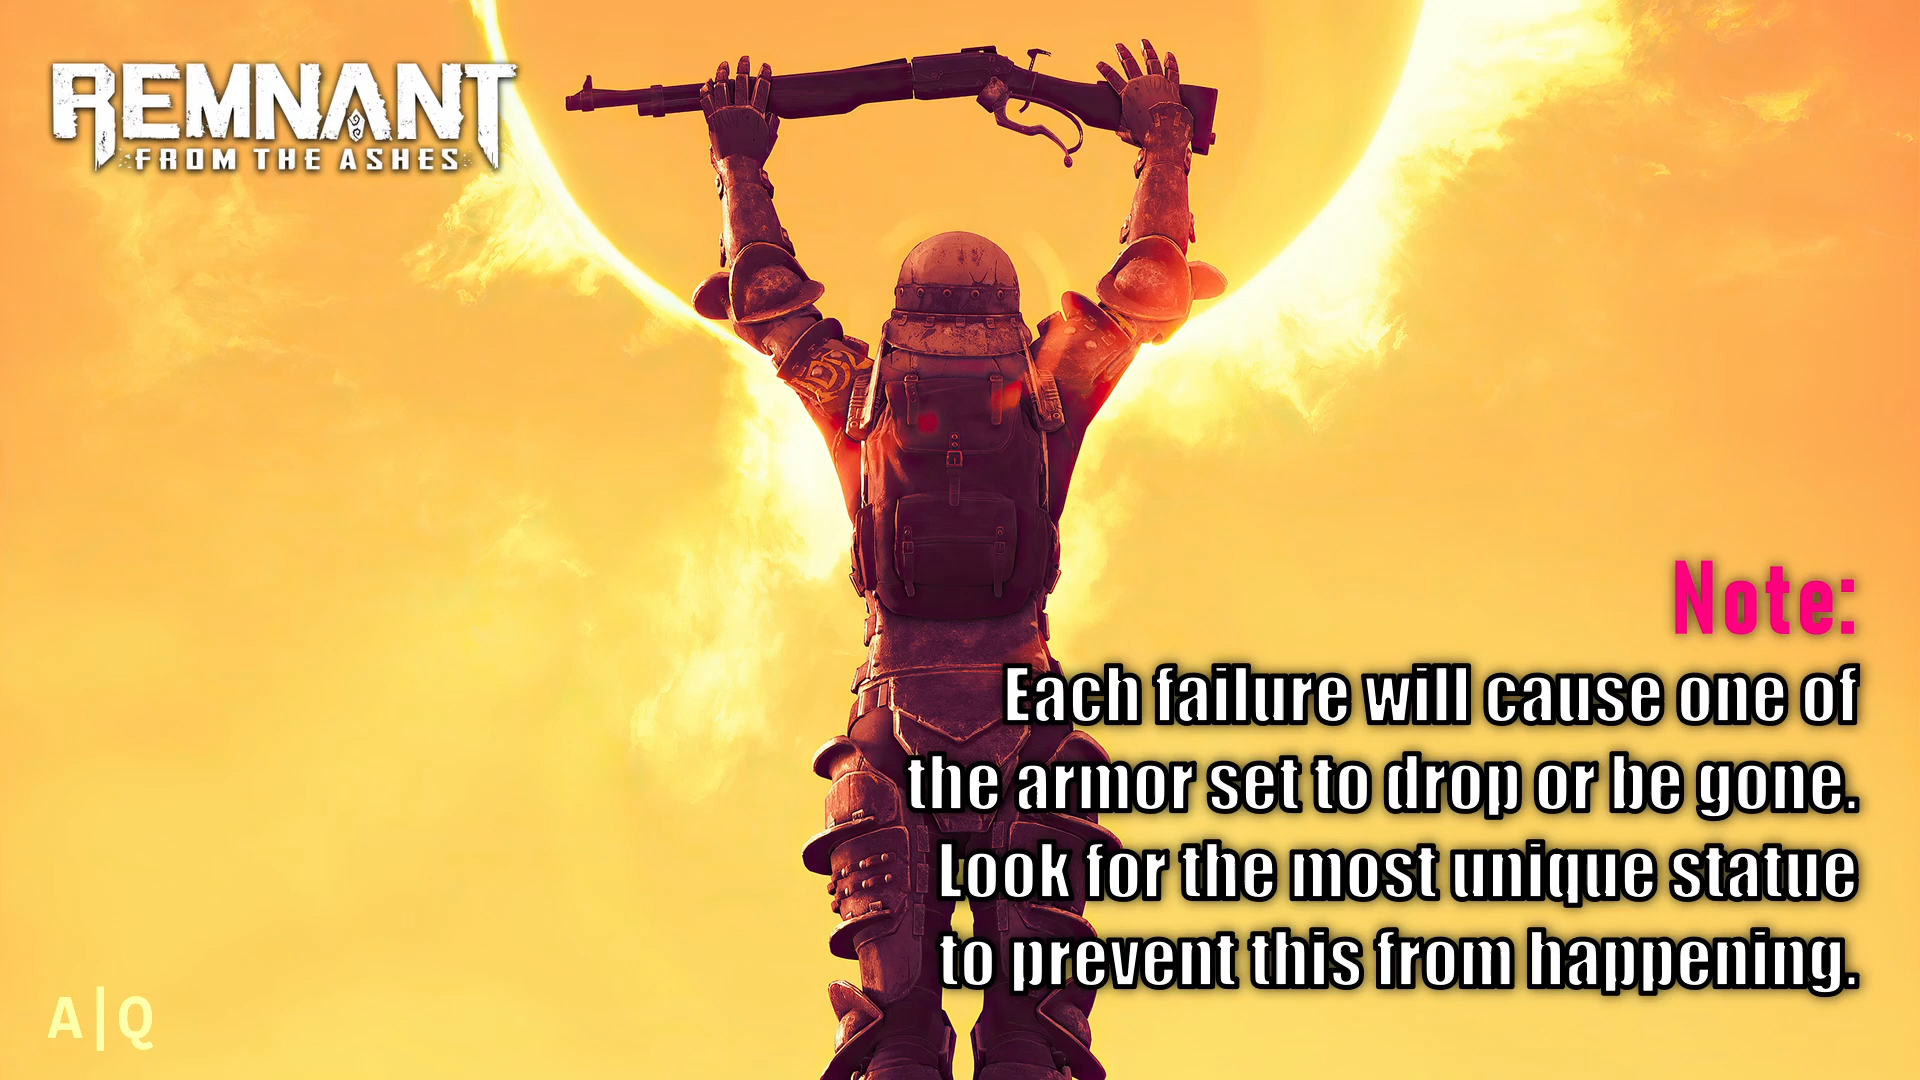 REMNANT
FROM THE ASHES
Note:
Each failure will cause one of
the armor set to drop or be gone.
Look for the most unique statue
to prevent this from happening.
A|Q